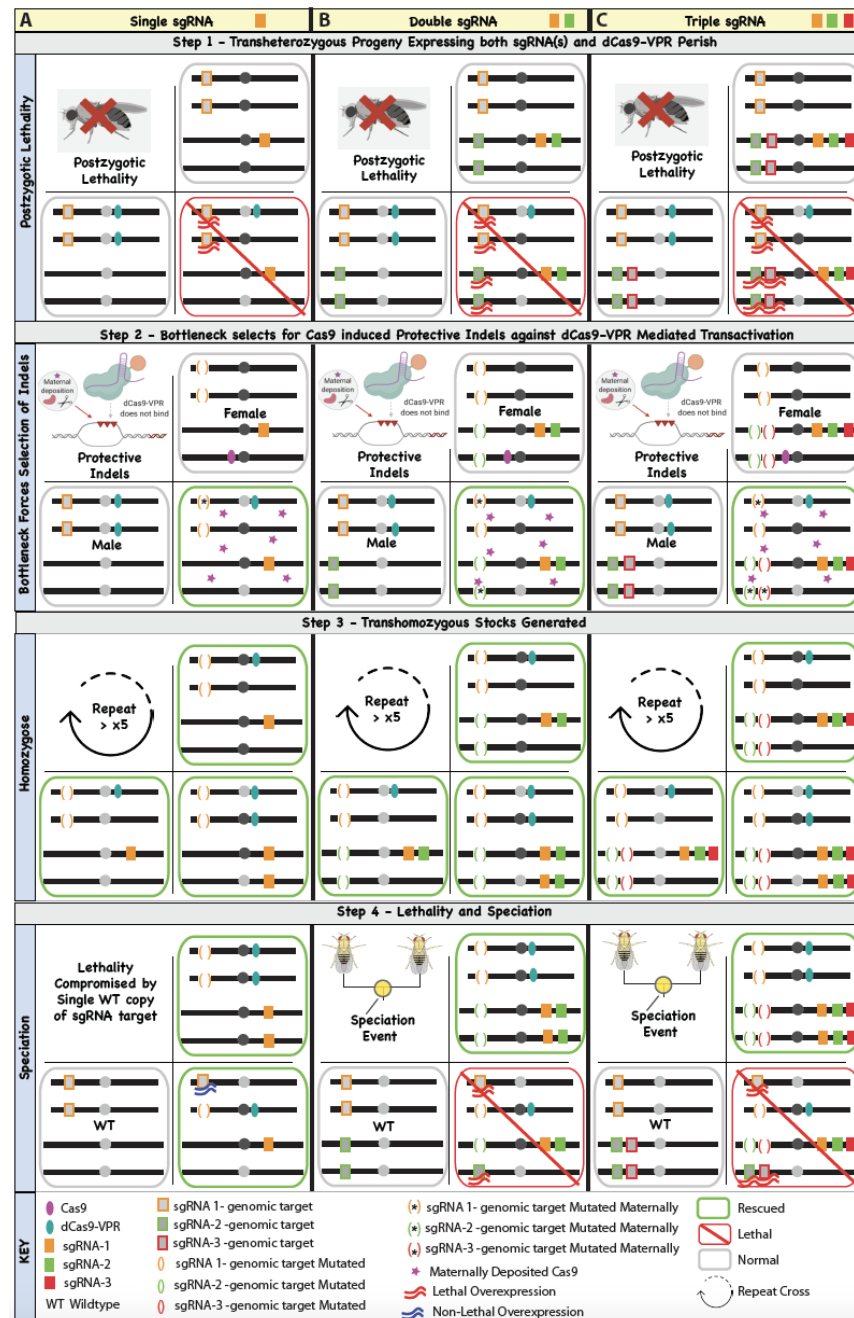 A Single sgRNA
B Double sgRNA
C Triple sgRNA
Step 1 - Transheterozygous Progeny Expressing both sgRNA(s) and dCas9-VPR Perish
Postzygotic Lethality
Postzygotic
Lethality
Postzygotic
Lethality
Postzygotic
Lethality
Step 2 - Bottleneck selects for Cas9 induced Protective Indels against dCas9-VPR Mediated Transactivation
Bottleneck Forces Selection of Indels
Maternal
deposition
dCas9-VPR
does not bind
Protective
Indels
Female
Male
Maternal
deposition
dCas9-VPR
does not bind
Protective
Indels
Female
Male
Maternal
deposition
dCas9-VPR
does not bind
Protective
Indels
Female
Male
Step 3 - Transhomozygous Stocks Generated
Homozygose
Repeat
> x5
Repeat
> x5
Repeat
> x5
Step 4 - Lethality and Speciation
Speciation
Lethality
Compromised by
Single WT copy
of sgRNA target
WT
Speciation
Event
WT
Speciation
Event
WT
KEY
Cas9
dCas9-VPR
sgRNA-1
sgRNA-2
sgRNA-3
WT Wildtype
sgRNA 1- genomic target
sgRNA-2 -genomic target
sgRNA-3 -genomic target
sgRNA 1- genomic target Mutated
sgRNA-2 -genomic target Mutated
sgRNA-3 -genomic target Mutated
sgRNA 1- genomic target Mutated Maternally
sgRNA-2 -genomic target Mutated Maternally
sgRNA-3 -genomic target Mutated Maternally
Maternally Deposited Cas9
Lethal Overexpression
Non-Lethal Overexpression
Rescued
Lethal
Normal
Repeat Cross